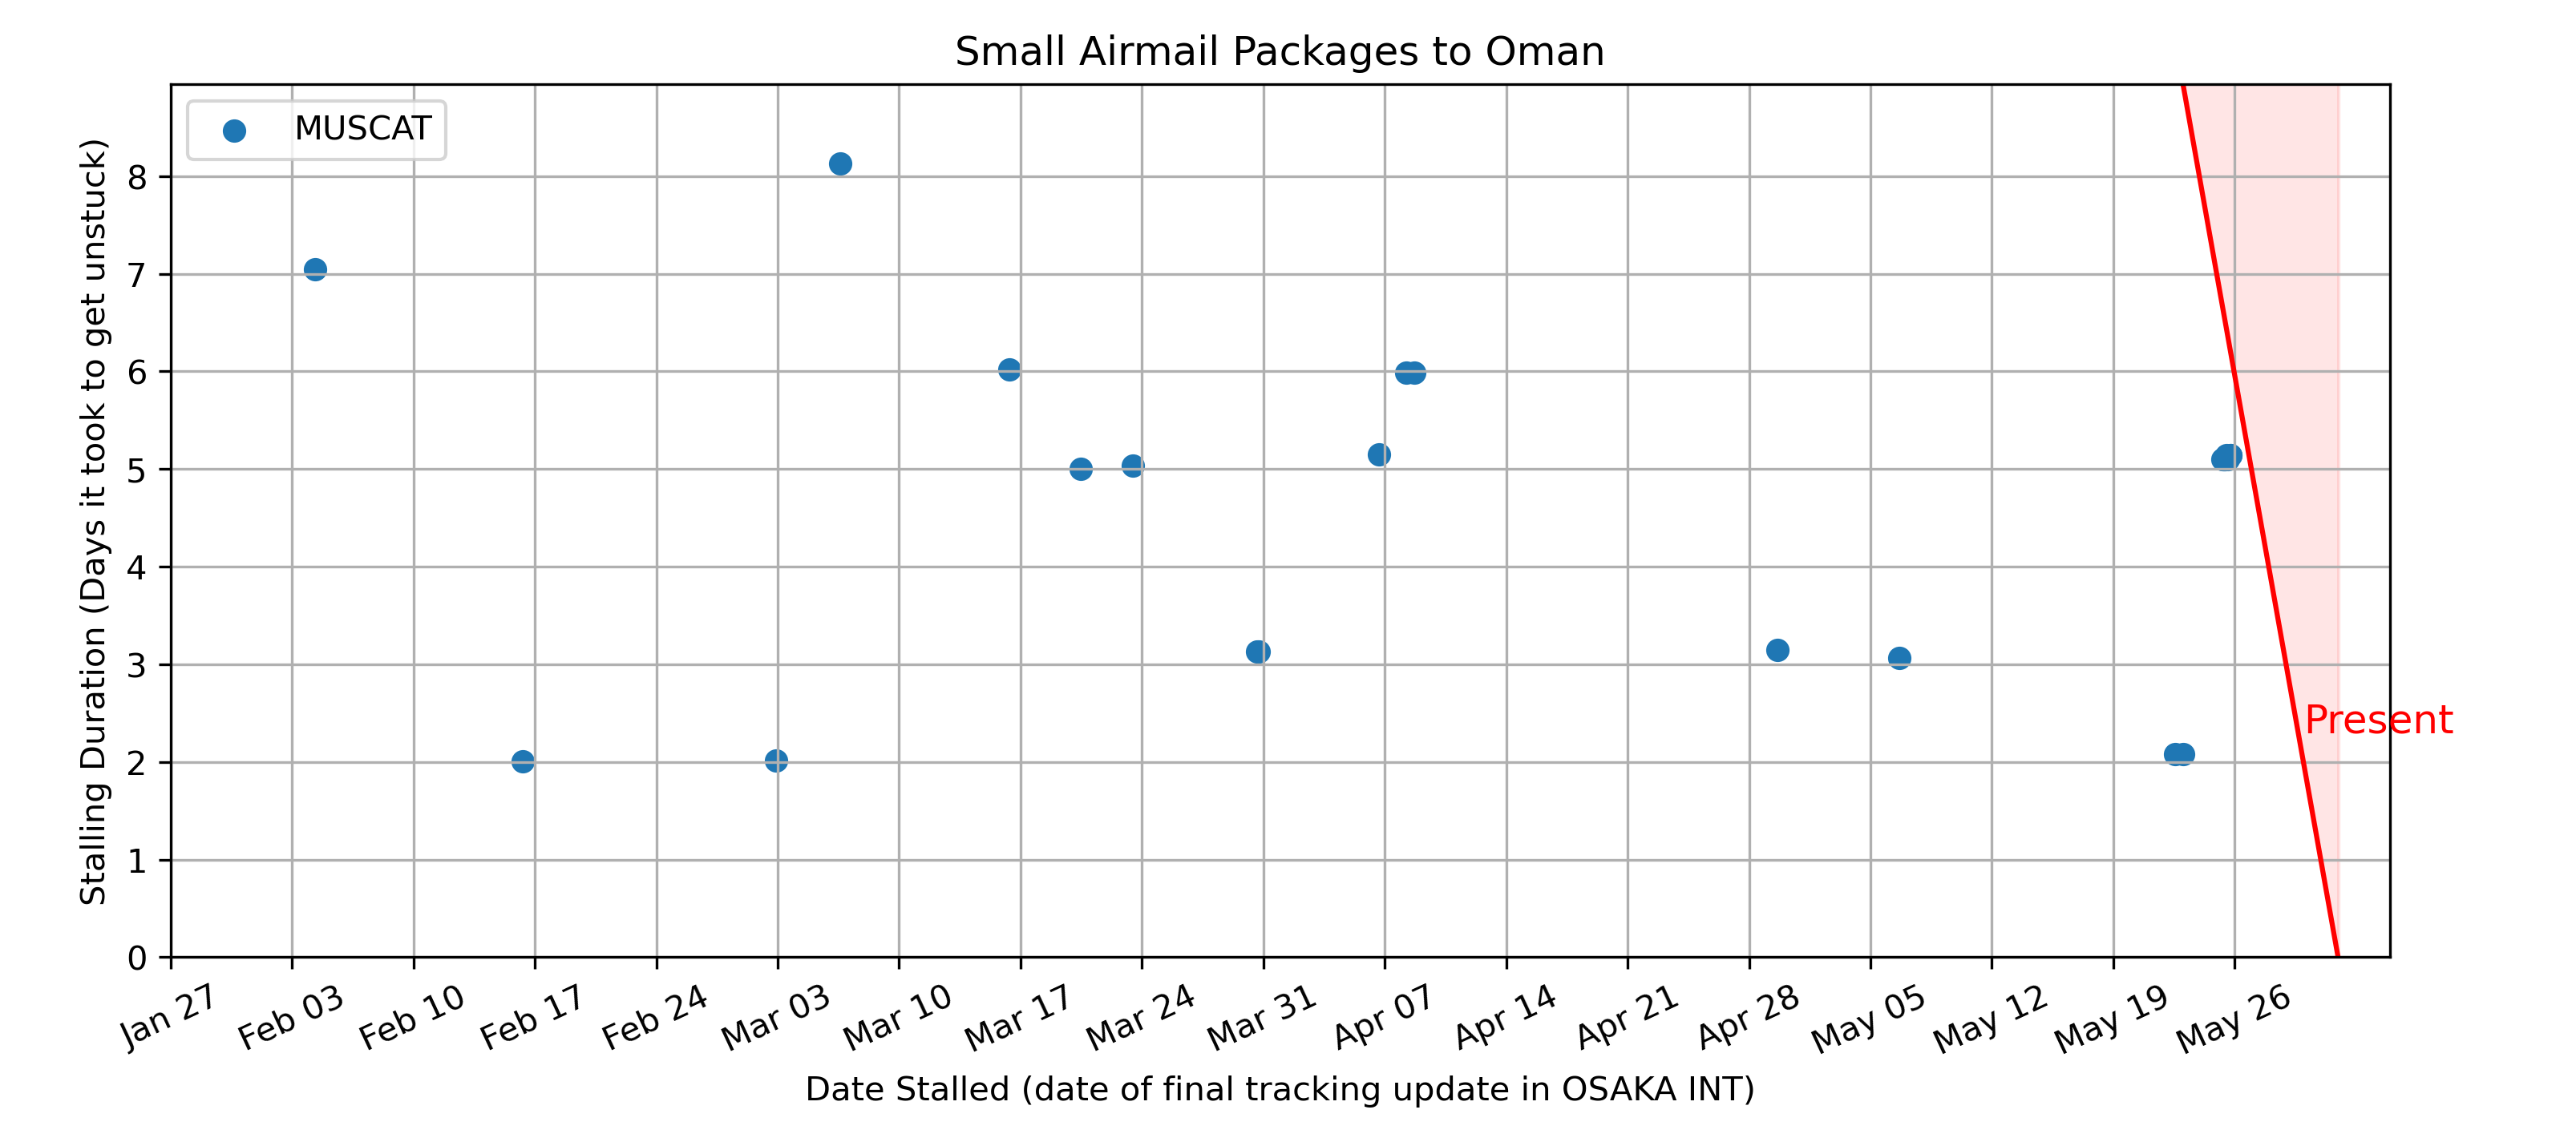 Small Airmail Packages to Oman
MUSCAT
Stalling Duration (Days it took to get unstuck)
8
7
6
5
4
3
2
1
0
Present
Jan 27
Feb 03
Feb 10
Feb 17
Feb 24
Mar 03
Mar 10
Mar 17
Mar 24
Mar 31
Apr 07
Apr 14
Apr 21
Apr 28
May 05
May 12
May 19
May 26
Date Stalled (date of final tracking update in OSAKA INT)